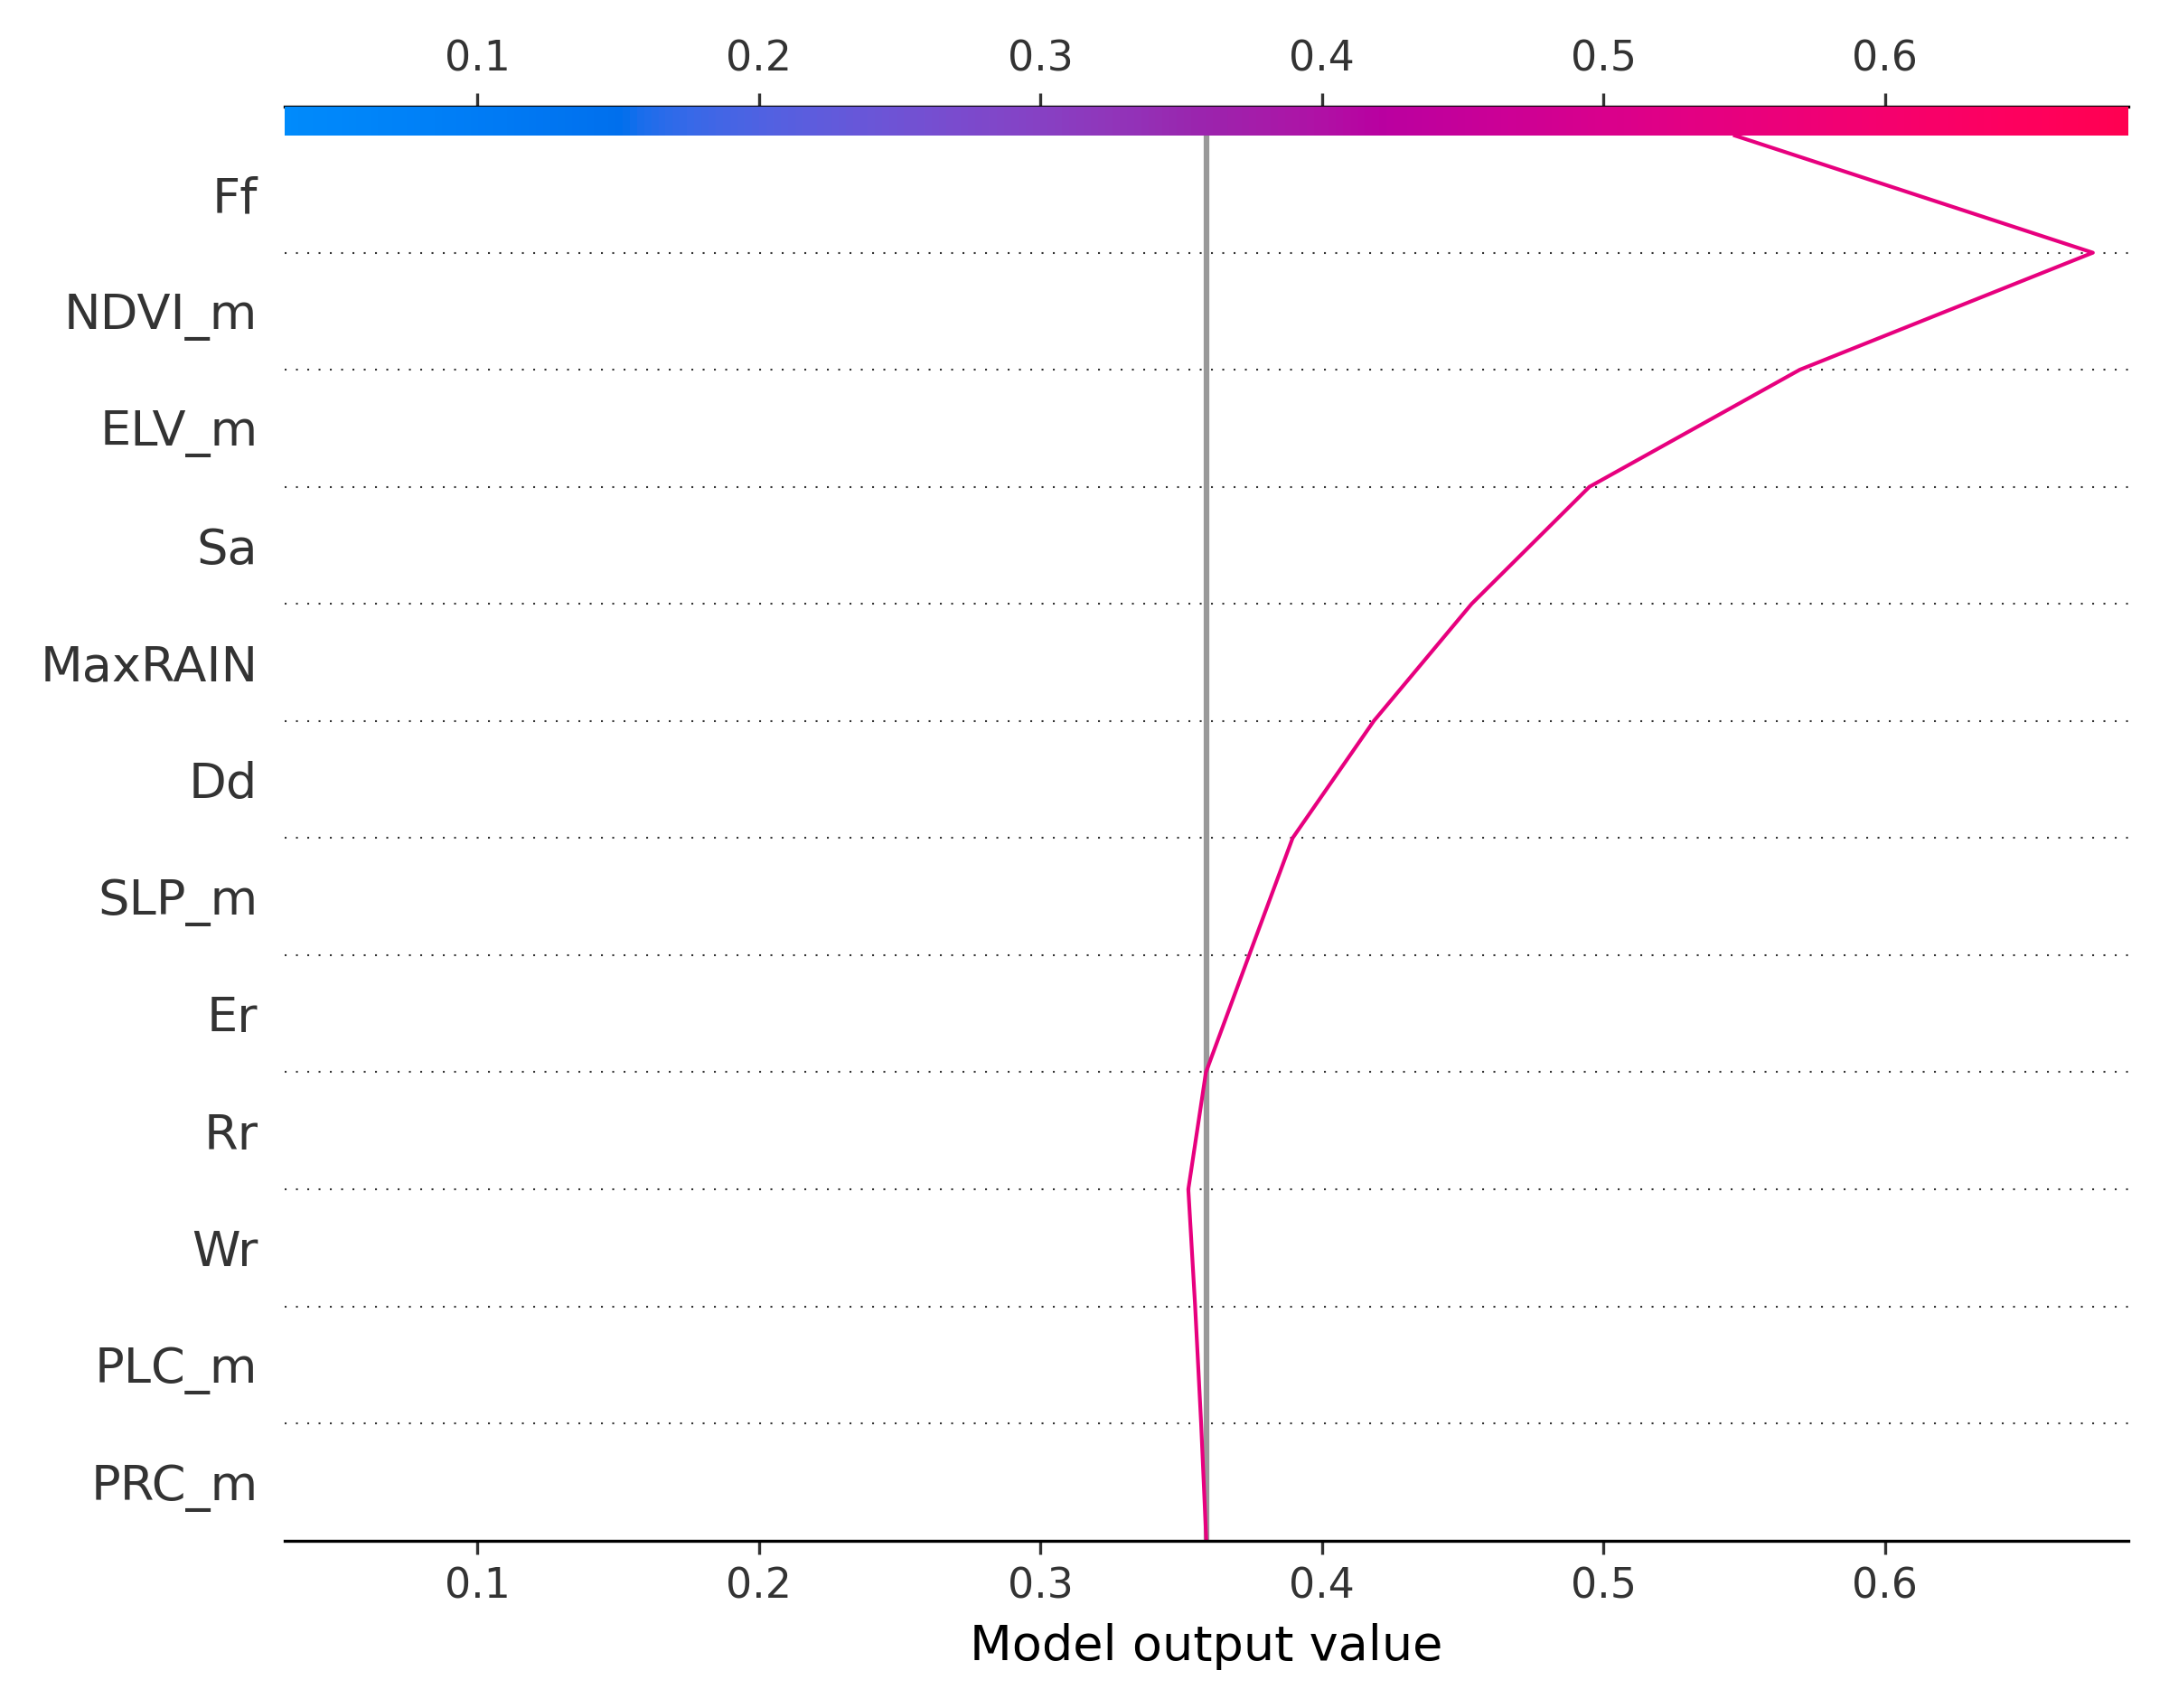 0.1 0.2 0.3 0.4 0.5 0.6
Ff
NDVI_m
ELV_m
Sa
MaxRAIN
Dd
SLP_m
Er
Rr
Wr
PLC_m
PRC_m
0.1 0.2 0.3 0.4 0.5 0.6
Model output value